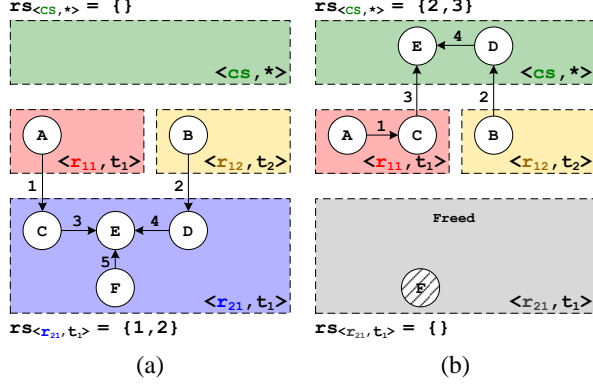 rs<cs,*> = {}
rs<cs,*> = {2,3}
E 4 D
<cs,*>
<cs,*>
3 2
A
B
A 1 C
B
<r11,t1>
<r12,t2>
<r11,t1>
<r12,t2>
1 2
C 3 E 4 D
5
F
<r21,t1>
Freed
F
<r21,t1>
rs<r21,t1> = {1,2}
rs<r21,t1> = {}
(a)
(b)